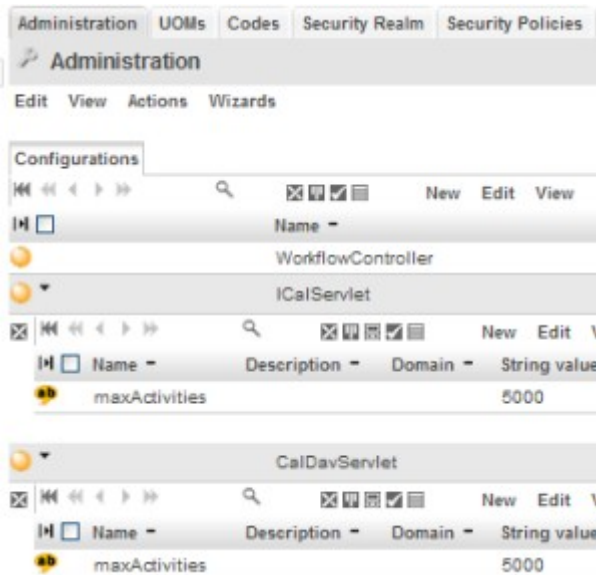 Administration UOMs Codes Security Realm Security Policies
Administration
Edit View Actions Wizards
Configurations
New Edit View
Name
WorkflowController
ICalServlet
New Edit
Name Description Domain String value
ab maxActivities 5000
CalDavServlet
New Edit
Name Description Domain String value
ab maxActivities 5000